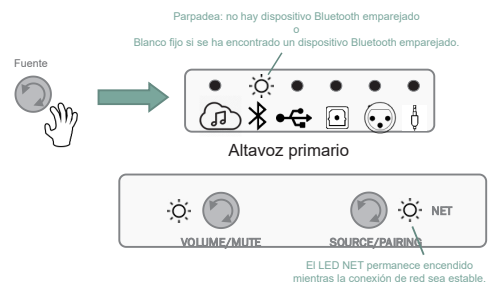 Parpadea: no hay dispositivo Bluetooth emparejado
o
Blanco fijo si se ha encontrado un dispositivo Bluetooth emparejado.
Fuente
Altavoz primario
NET
VOLUME/MUTE
SOURCE/PAIRING
El LED NET permanece encendido
mientras la conexión de red sea estable.